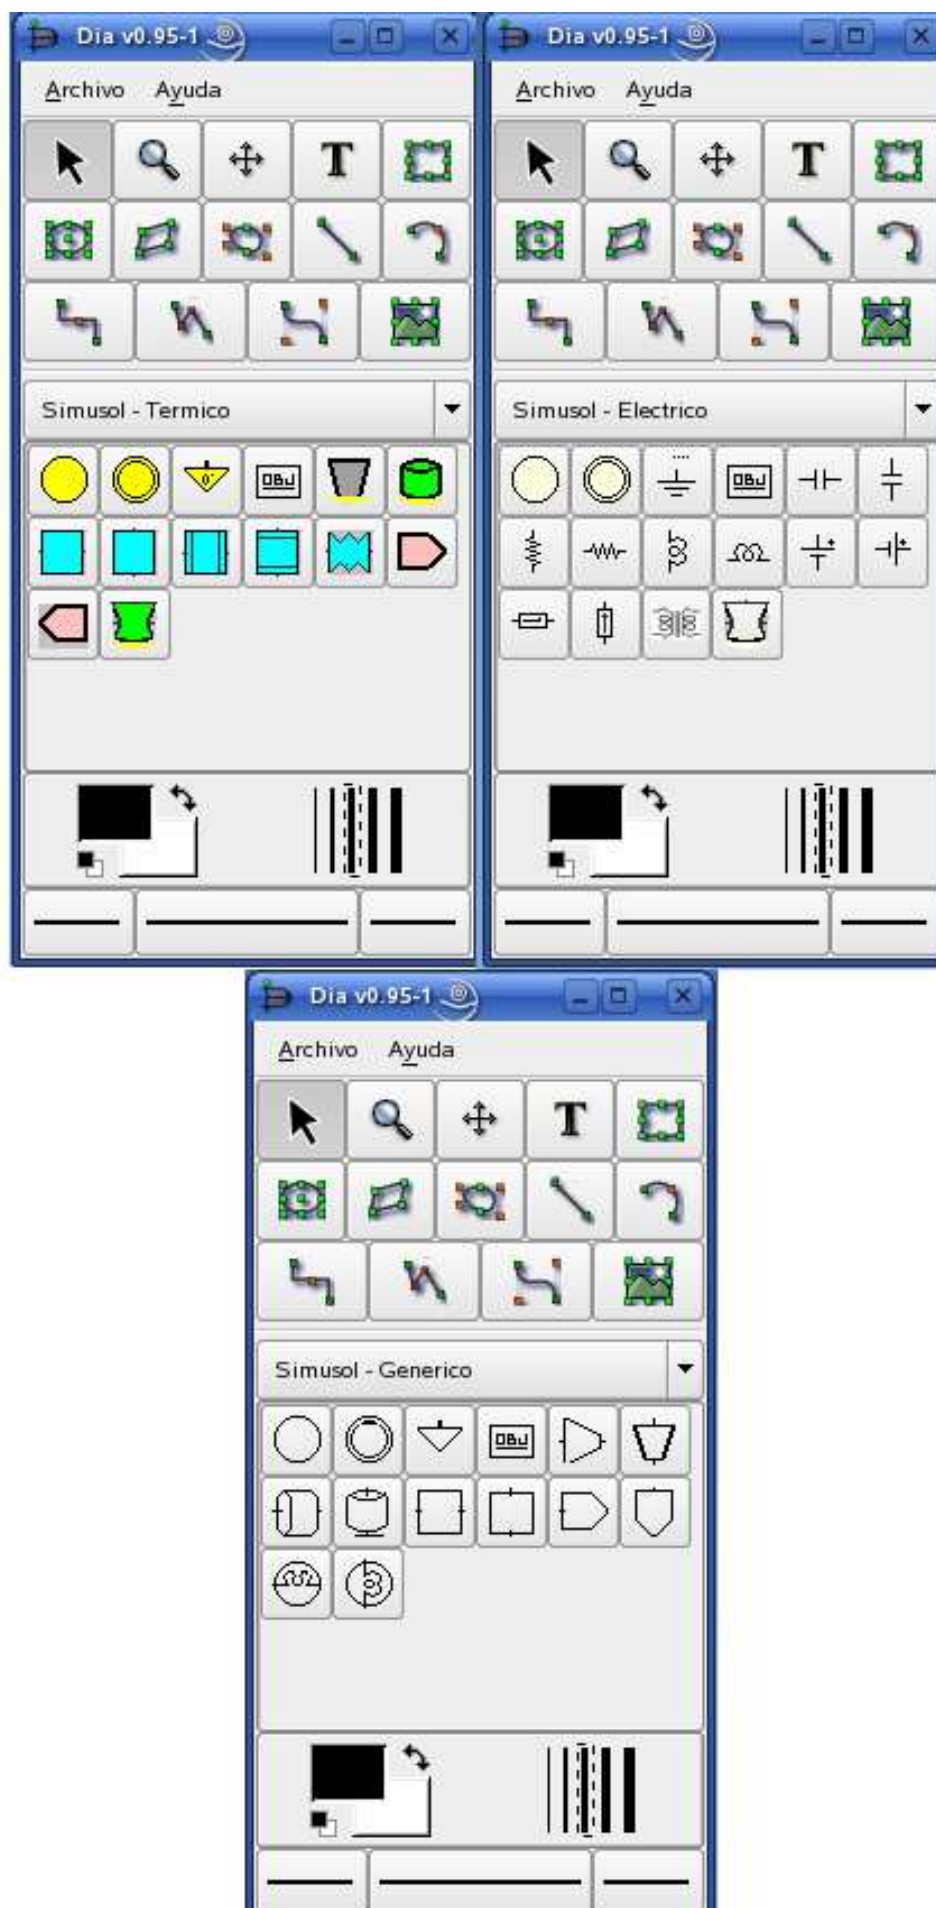 Dia v0.95-1
Archivo Ayuda
T
Simusol - Termico
0°
OBJ
Dia v0.95-1
Archivo Ayuda
T
Simusol - Electrico
OBJ
Dia v0.95-1
Archivo Ayuda
T
Simusol - Generico
OBJ